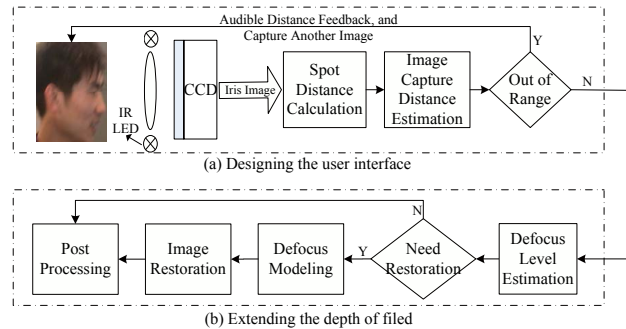 Audible Distance Feedback, and
Capture Another Image
Y
IR
LED
CCD
Iris Image
Spot
Distance
Calculation
Image
Capture
Distance
Estimation
Out of
Range
N
(a) Designing the user interface
N
Post
Processing
Image
Restoration
Defocus
Modeling
Y
Need
Restoration
Defocus
Level
Estimation
(b) Extending the depth of filed